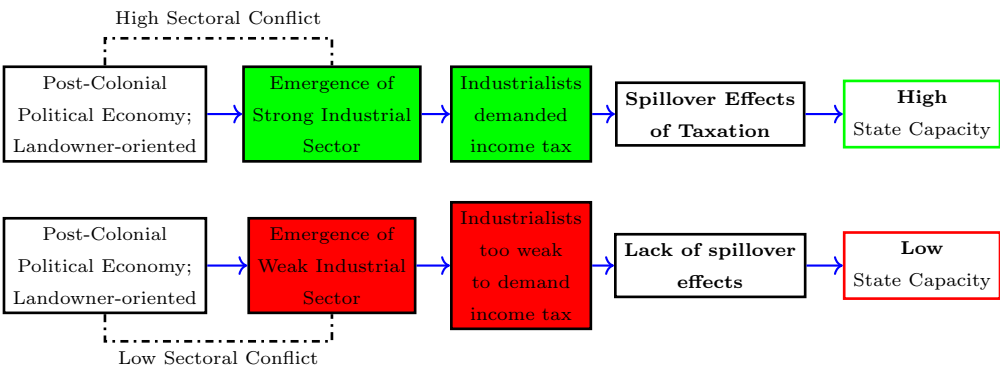 High Sectoral Conflict
Post-Colonial
Political Economy;
Landowner-oriented
Emergence of
Strong Industrial
Sector
Industrialists
demanded
income tax
Spillover Effects
of Taxation
High
State Capacity
Post-Colonial
Political Economy;
Landowner-oriented
Emergence of
Weak Industrial
Sector
Industrialists
too weak
to demand
income tax
Lack of spillover
effects
Low
State Capacity
Low Sectoral Conflict